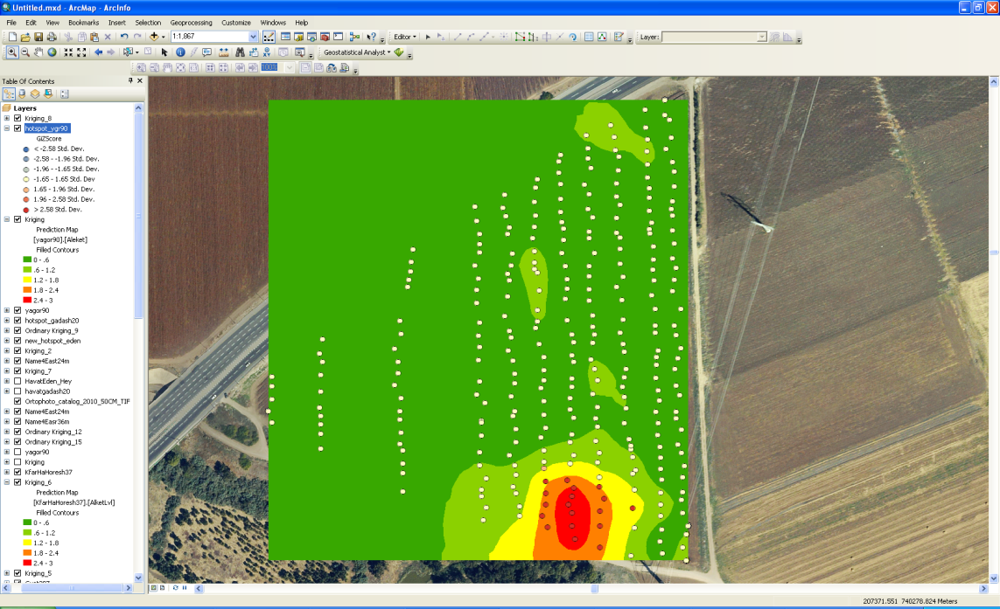 Untitled.mxd - ArcMap - ArcInfo
File Edit View Bookmarks Insert Selection Geoprocessing Customize Windows Help
1:1,867 Editor Layer:
Geostatistical Analyst
100%
Table Of Contents
Layers
Kriging_8
hotspot_ygr90
GiZScore
< -2.58 Std. Dev.
-2.58 - -1.96 Std. Dev.
-1.96 - -1.65 Std. Dev.
-1.65 - 1.65 Std. Dev
1.65 - 1.96 Std. Dev.
1.96 - 2.58 Std. Dev.
> 2.58 Std. Dev.
Kriging
Prediction Map
[yagor90].[Aleket]
Filled Contours
0 - .6
.6 - 1.2
1.2 - 1.8
1.8 - 2.4
2.4 - 3
yagor90
hotspot_gadash20
Ordinary Kriging_9
new_hotspot_eden
Kriging_2
Name4East24m
Kriging_7
HavatEden_Hey
havatgadash20
Ortophoto_catalog_2010_50CM_TIF
Name4East24m
Name4Easr36m
Ordinary Kriging_12
Ordinary Kriging_15
yagor90
Kriging
KFarHaHoresh37
Kriging_6
Prediction Map
[KfarHaHoresh37].[AlketLvl]
Filled Contours
0 - .6
.6 - 1.2
1.2 - 1.8
1.8 - 2.4
2.4 - 3
Kriging_5
207371.551 740278.824 Meters